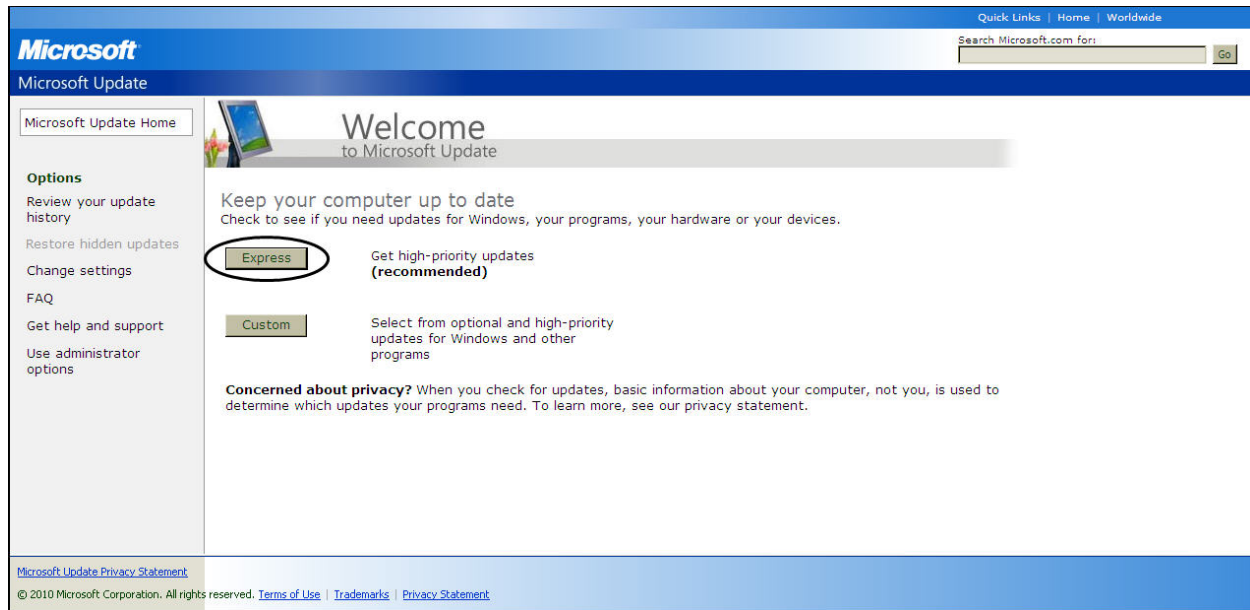 Quick Links | Home | Worldwide
Microsoft
Search Microsoft.com for:
Go
Microsoft Update
Microsoft Update Home
Welcome
to Microsoft Update
Options
Review your update
history
Restore hidden updates
Change settings
FAQ
Get help and support
Use administrator
options
Keep your computer up to date
Check to see if you need updates for Windows, your programs, your hardware or your devices.
Express
Get high-priority updates
(recommended)
Custom
Select from optional and high-priority
updates for Windows and other
programs
Concerned about privacy? When you check for updates, basic information about your computer, not you, is used to
determine which updates your programs need. To learn more, see our privacy statement.
Microsoft Update Privacy Statement
© 2010 Microsoft Corporation. All rights reserved. Terms of Use | Trademarks | Privacy Statement